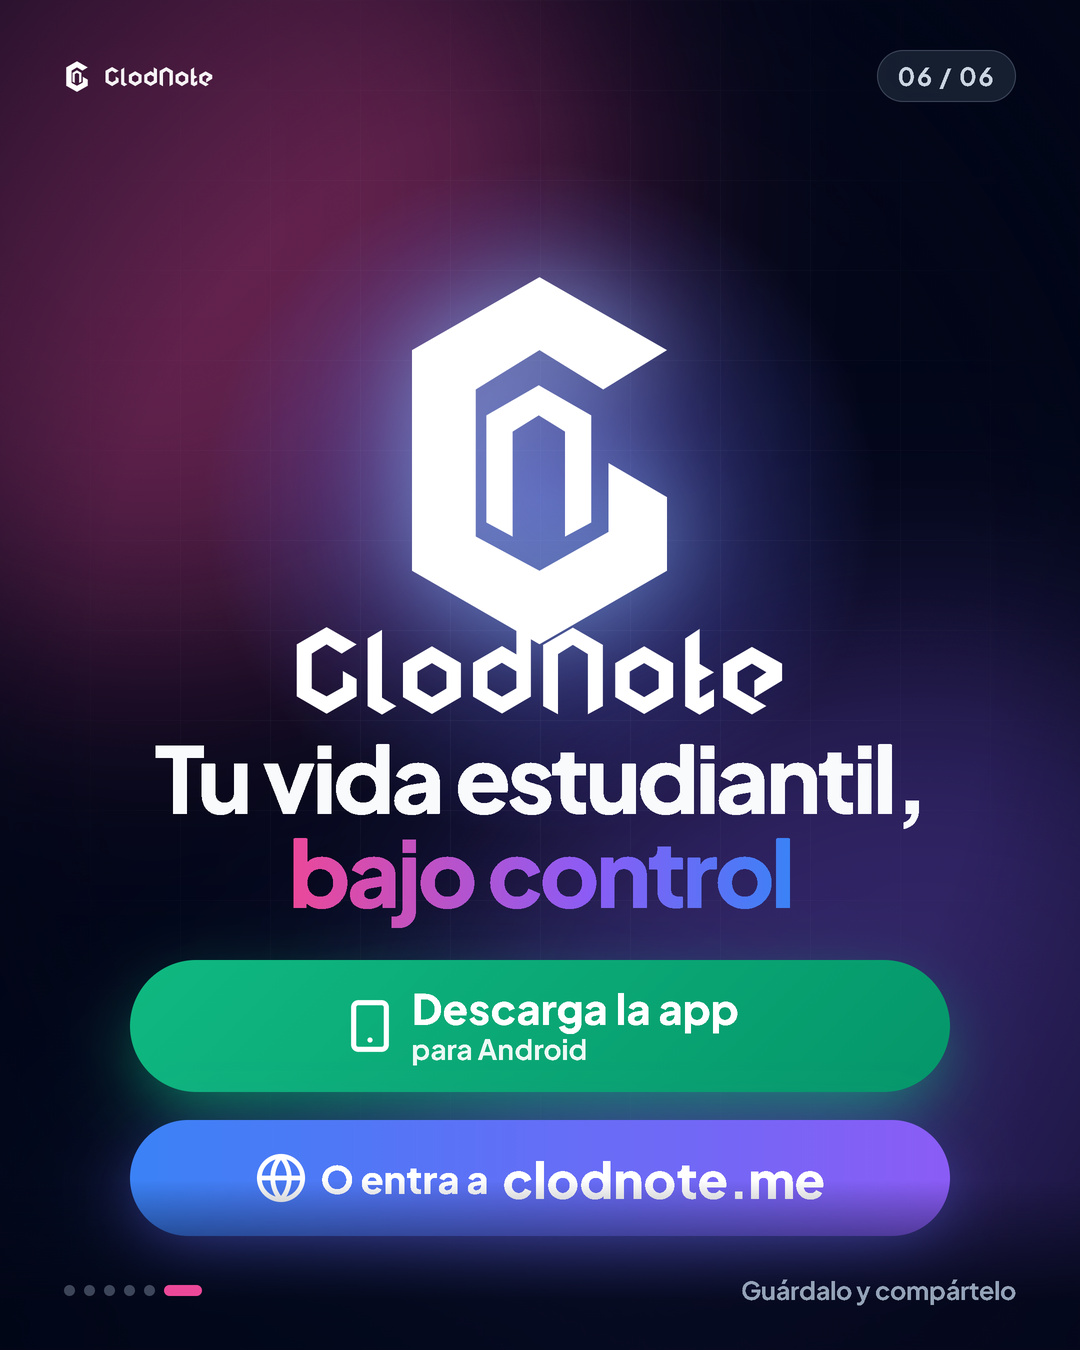 ClodNote
06 / 06
ClodNote
Tu vida estudiantil,
bajo control
Descarga la app
para Android
O entra a clodnote.me
Guárdalo y compártelo